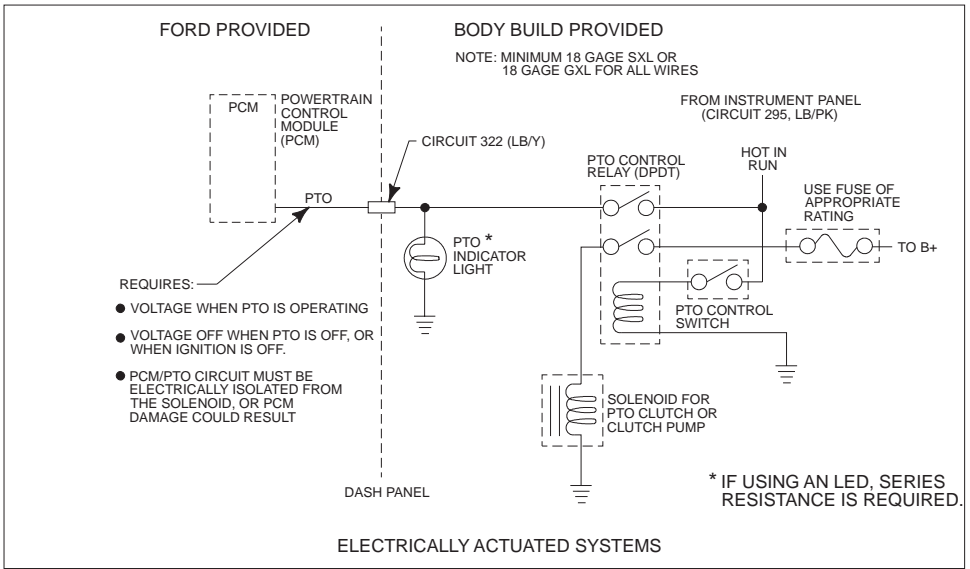 FORD PROVIDED
BODY BUILD PROVIDED
NOTE: MINIMUM 18 GAGE SXL OR
18 GAGE GXL FOR ALL WIRES
PCM
POWERTRAIN
CONTROL
MODULE
(PCM)
FROM INSTRUMENT PANEL
(CIRCUIT 295, LB/PK)
CIRCUIT 322 (LB/Y)
PTO CONTROL
RELAY (DPDT)
HOT IN
RUN
USE FUSE OF
APPROPRIATE
RATING
PTO
TO B+
PTO *
INDICATOR
LIGHT
REQUIRES:
● VOLTAGE WHEN PTO IS OPERATING
● VOLTAGE OFF WHEN PTO IS OFF, OR
WHEN IGNITION IS OFF.
● PCM/PTO CIRCUIT MUST BE
ELECTRICALLY ISOLATED FROM
THE SOLENOID, OR PCM
DAMAGE COULD RESULT
PTO CONTROL
SWITCH
SOLENOID FOR
PTO CLUTCH OR
CLUTCH PUMP
DASH PANEL
* IF USING AN LED, SERIES
RESISTANCE IS REQUIRED.
ELECTRICALLY ACTUATED SYSTEMS